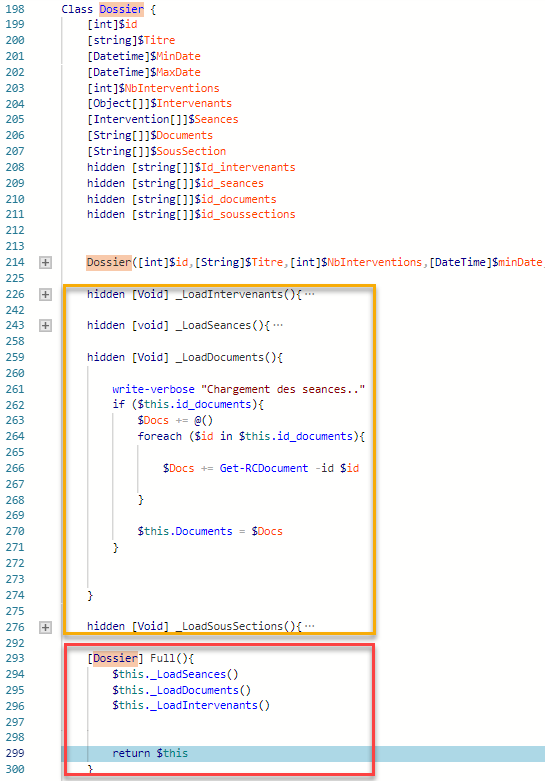 198 Class Dossier {
199 [int]$id
200 [string]$Titre
201 [Datetime]$MinDate
202 [DateTime]$MaxDate
203 [int]$NbInterventions
204 [Object[]]$Intervenants
205 [Intervention[]]$Seances
206 [String[]]$Documents
207 [String[]]$SousSection
208 hidden [string[]]$Id_intervenants
209 hidden [string[]]$id_seances
210 hidden [string[]]$id_documents
211 hidden [string[]]$id_soussections
212
213
214 Dossier([int]$id,[String]$Titre,[int]$NbInterventions,[DateTime]$minDate,
226 hidden [Void] _LoadIntervenants(){...
242
243 hidden [void] _LoadSeances(){...
258
259 hidden [Void] _LoadDocuments(){
260
261 write-verbose "Chargement des seances.."
262 if ($this.id_documents){
263 $Docs += @()
264 foreach ($id in $this.id_documents){
265
266 $Docs += Get-RCDocument -id $id
267
268 }
269
270 $this.Documents = $Docs
271 }
272
273
274 }
275
276 hidden [Void] _LoadSousSections(){...
292
293 [Dossier] Full(){
294 $this._LoadSeances()
295 $this._LoadDocuments()
296 $this._LoadIntervenants()
297
298
299 return $this
300 }